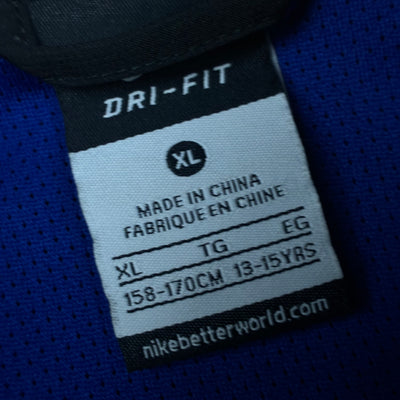 DRI-FIT
XL
MADE IN CHINA
FABRIQUE EN CHINE
XL TG EG
158-170CM 13-15YRS
nikebetterworld.com